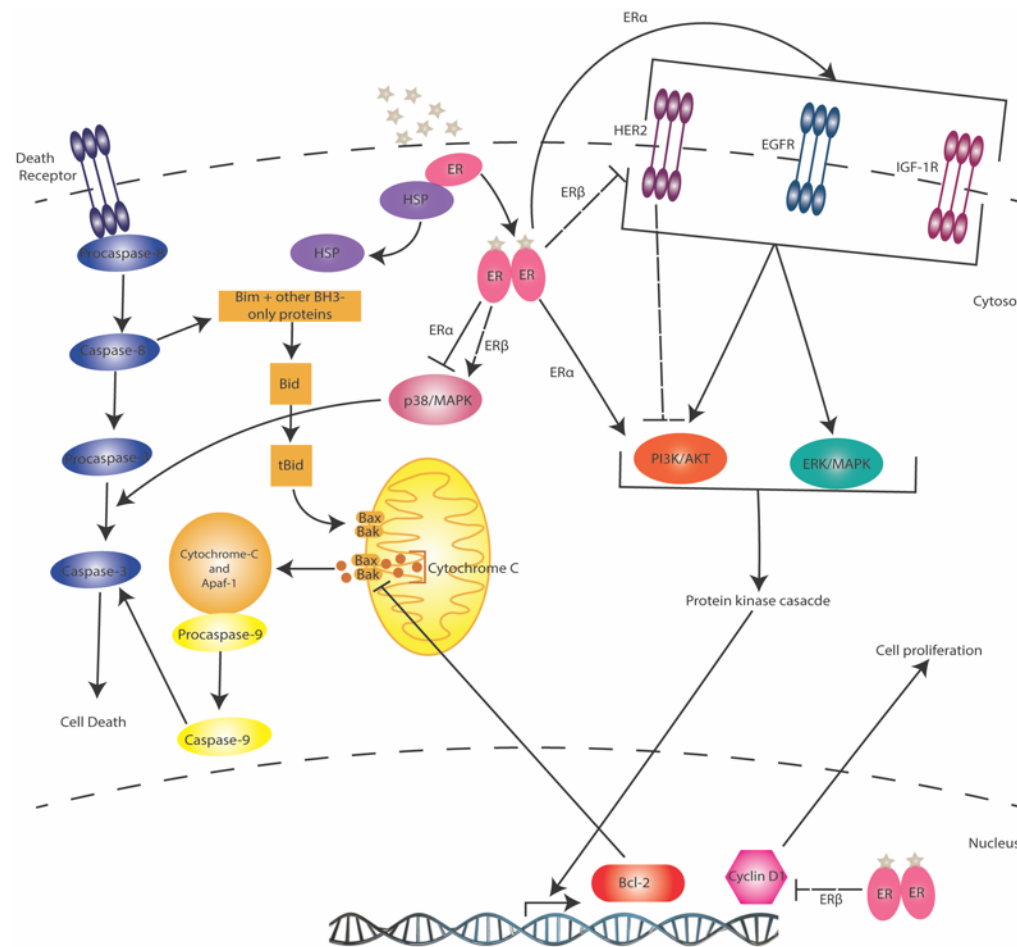 ERα
HER2
EGFR
IGF-1R
Death
Receptor
ER
HSP
ERβ
Procaspase-8
HSP
ER
ER
Cytoso
Bim + other BH3-
only proteins
ERα
ERβ
Caspase-8
ERα
Bid
p38/MAPK
Procaspase-3
tBid
PI3K/AKT
ERK/MAPK
Bax
Bak
Cytochrome-C
and
Apaf-1
Bax
Bak
Cytochrome C
Caspase-3
Protein kinase casacde
Procaspase-9
Cell proliferation
Cell Death
Caspase-9
Nucleus
Bcl-2
Cyclin D1
ERβ
ER
ER